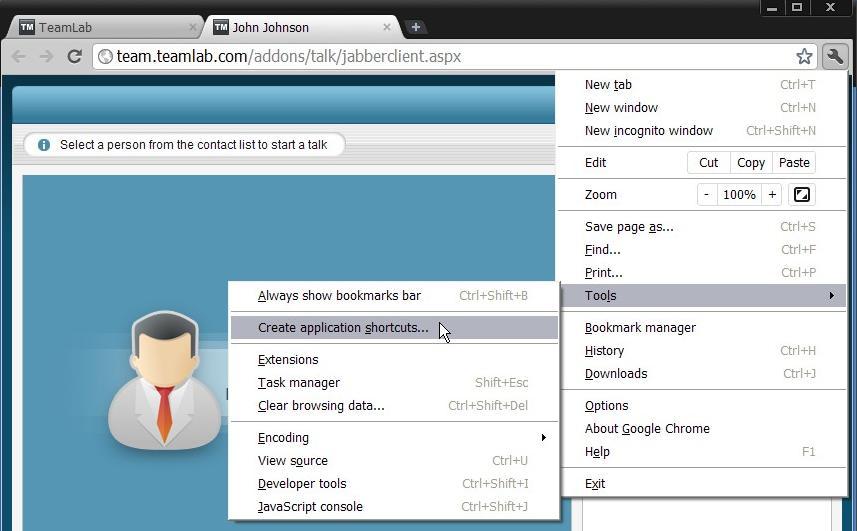 TM TeamLab
TM John Johnson
team.teamlab.com/addons/talk/jabberclient.aspx
Select a person from the contact list to start a talk
New tab Ctrl+T
New window Ctrl+N
New incognito window Ctrl+Shift+N
Edit Cut Copy Paste
Zoom - 100% +
Save page as... Ctrl+S
Find... Ctrl+F
Print... Ctrl+P
Tools
Bookmark manager
History Ctrl+H
Downloads Ctrl+J
Options
About Google Chrome
Help F1
Exit
Always show bookmarks bar Ctrl+Shift+B
Create application shortcuts...
Extensions
Task manager Shift+Esc
Clear browsing data... Ctrl+Shift+Del
Encoding
View source Ctrl+U
Developer tools Ctrl+Shift+I
JavaScript console Ctrl+Shift+J